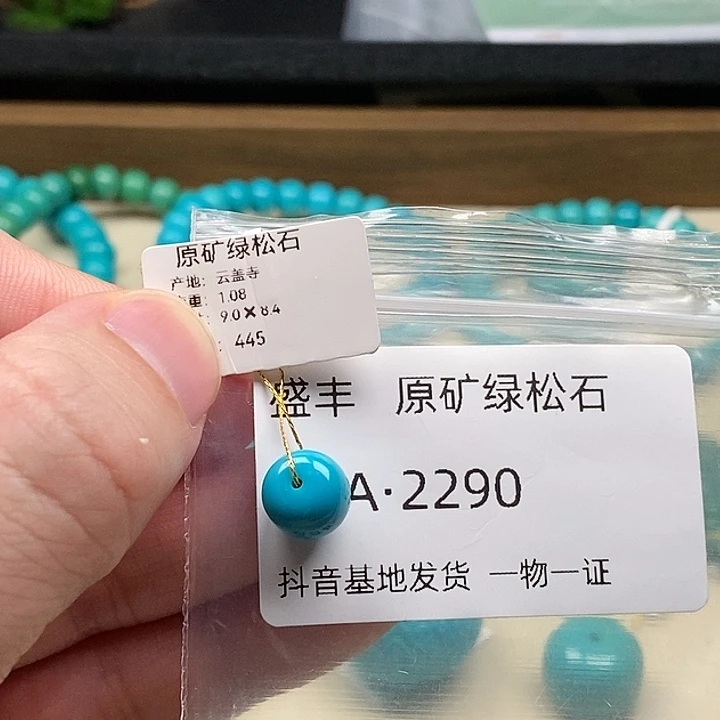 原矿绿松石
产地: 云盖寺
重: 1.08
: 9.0×8.4
: 445
盛丰 原矿绿松石
A·2290
抖音基地发货 一物一证